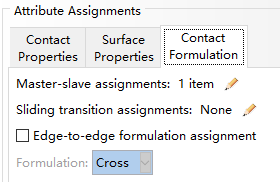 Attribute Assignments
Contact Properties
Surface Properties
Contact Formulation
Master-slave assignments: 1 item
Sliding transition assignments: None
Edge-to-edge formulation assignment
Formulation: Cross